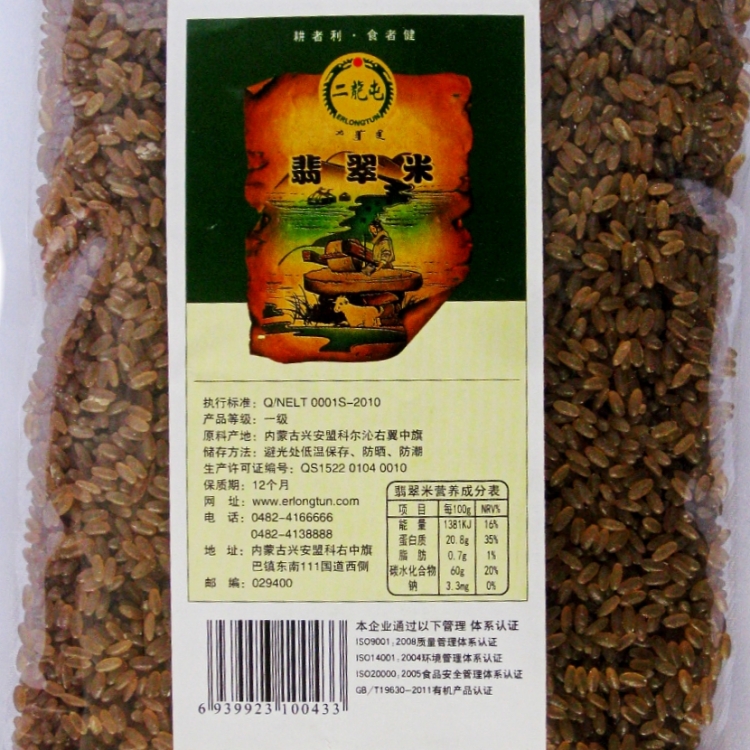 耕者利·食者健
二龍屯
ERLONGTUN
翡翠米
执行标准：Q/NELT 0001S-2010
产品等级：一级
原料产地：内蒙古兴安盟科尔沁右翼中旗
储存方法：避光处低温保存、防晒、防潮
生产许可证编号：QS1522 0104 0010
保质期：12个月
网 址：www.erlongtun.com
电 话：0482-4166666
0482-4138888
地 址：内蒙古兴安盟科右中旗
巴镇东南111国道西侧
邮 编：029400
翡翠米营养成分表
项 目 每100g NRV%
能 量 1381KJ 16%
蛋白质 20.8g 35%
脂 肪 0.7g 1%
碳水化合物 60g 20%
钠 3.3mg 0%
本企业通过以下管理 体系认证
ISO9001, 2008质量管理体系认证
ISO14001, 2004环境管理体系认证
ISO20000, 2005食品安全管理体系认证
GB/T19630-2011有机产品认证
6 939923 100433